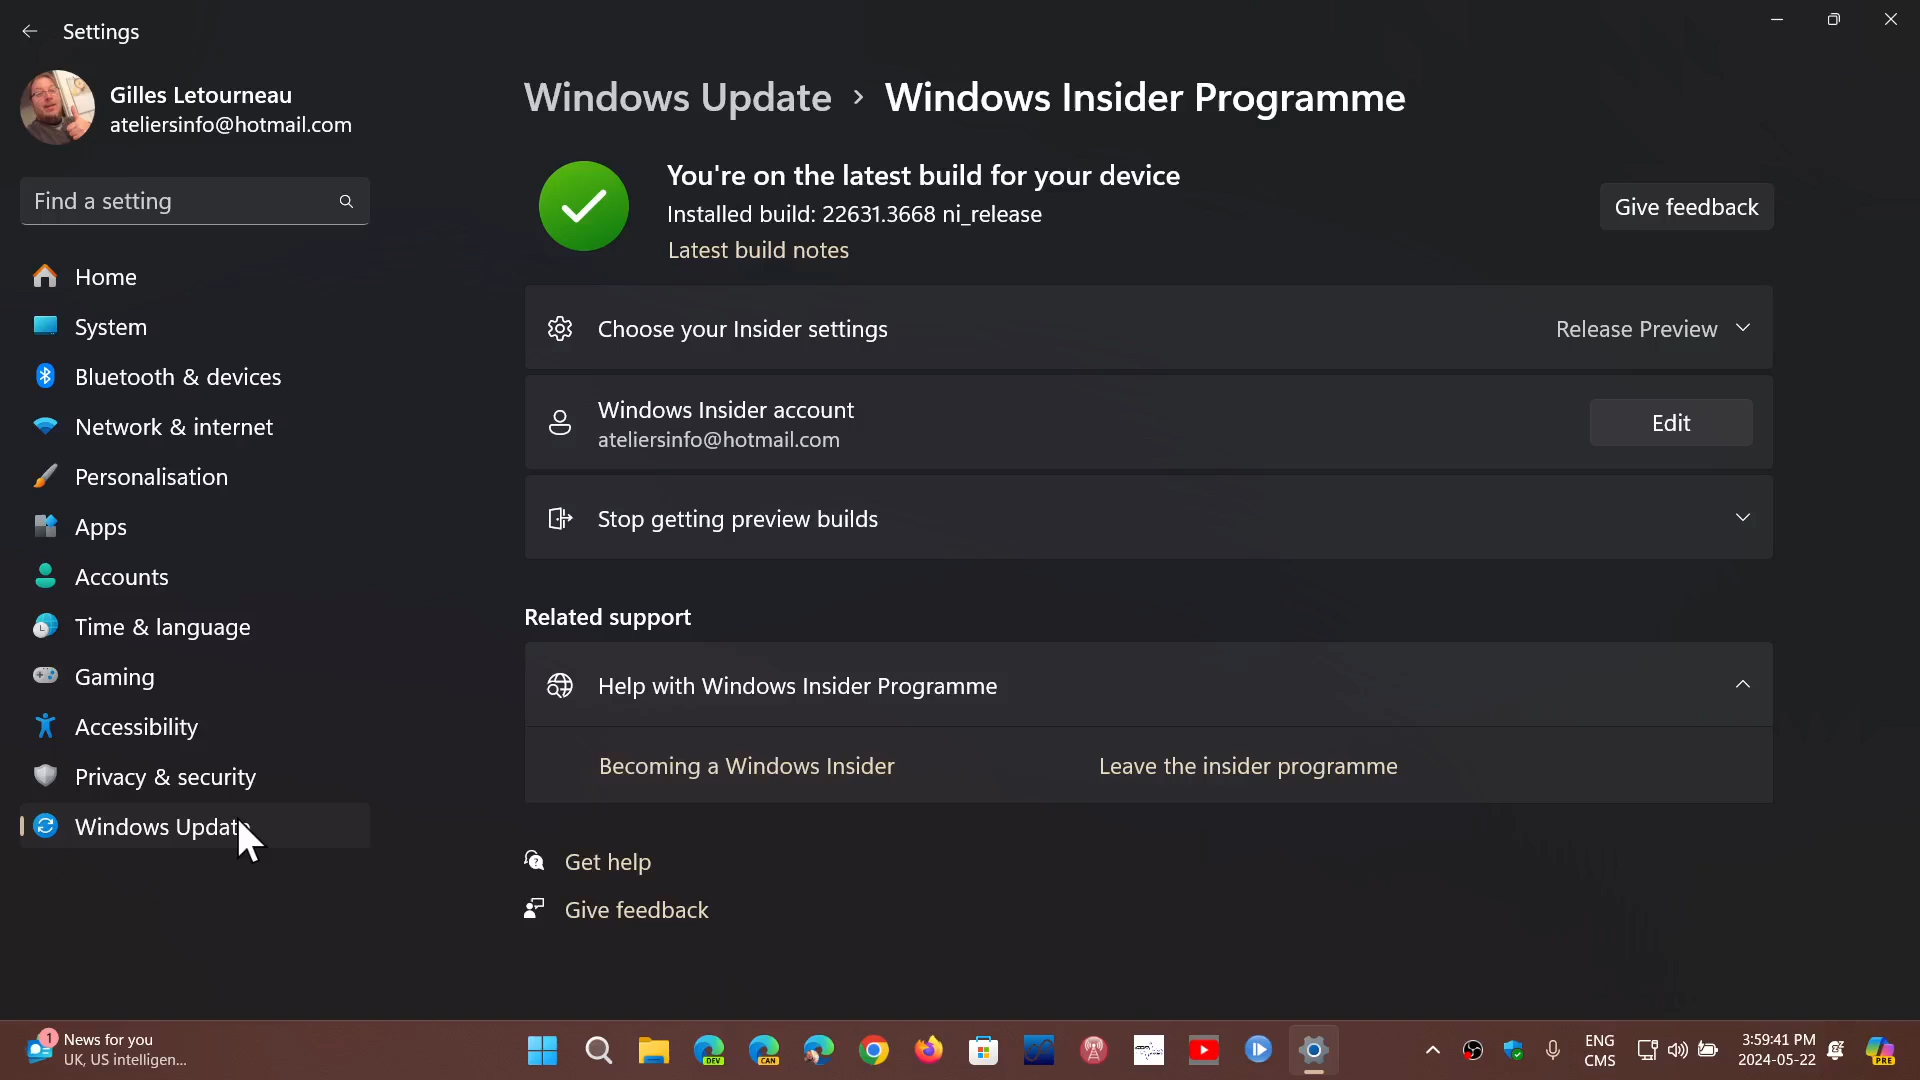 Settings
Gilles Letourneau
ateliersinfo@hotmail.com
Find a setting
Home
System
Bluetooth & devices
Network & internet
Personalisation
Apps
Accounts
Time & language
Gaming
Accessibility
Privacy & security
Windows Update
Windows Update > Windows Insider Programme
You're on the latest build for your device
Installed build: 22631.3668 ni_release
Latest build notes
Give feedback
Choose your Insider settings
Release Preview
Windows Insider account
ateliersinfo@hotmail.com
Edit
Stop getting preview builds
Related support
Help with Windows Insider Programme
Becoming a Windows Insider
Leave the insider programme
Get help
Give feedback
1
News for you
UK, US intelligen...
DEV
CAN
ENG
CMS
3:59:41 PM
2024-05-22
PRE